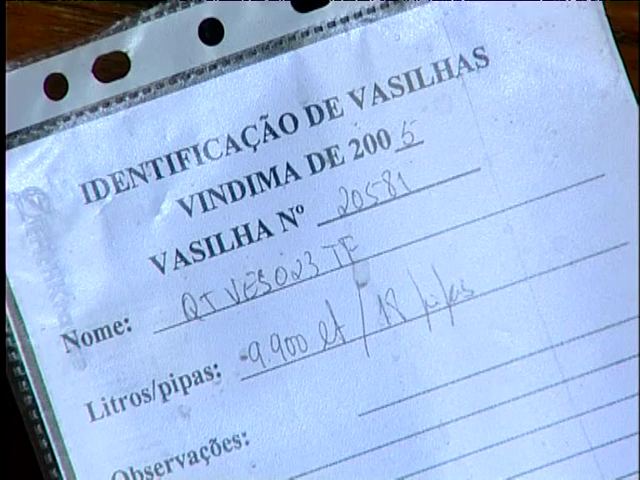 IDENTIFICAÇÃO DE VASILHAS
VINDIMA DE 2005
VASILHA Nº 20581
Nome: QT VESO23 TF
Litros/pipas: 9.900 lt / 18 pipas
Observações: